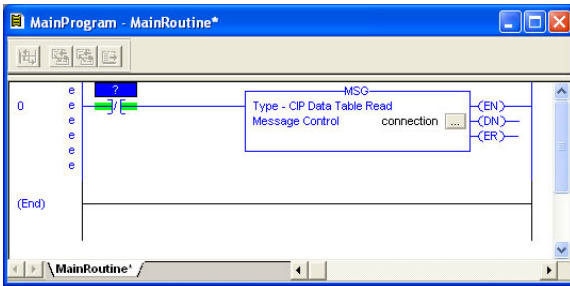 MainProgram - MainRoutine*
e
?
MSG
0
e
Type - CIP Data Table Read
(EN)
e
Message Control connection ...
(DN)
e
(ER)
e
e
(End)
MainRoutine*